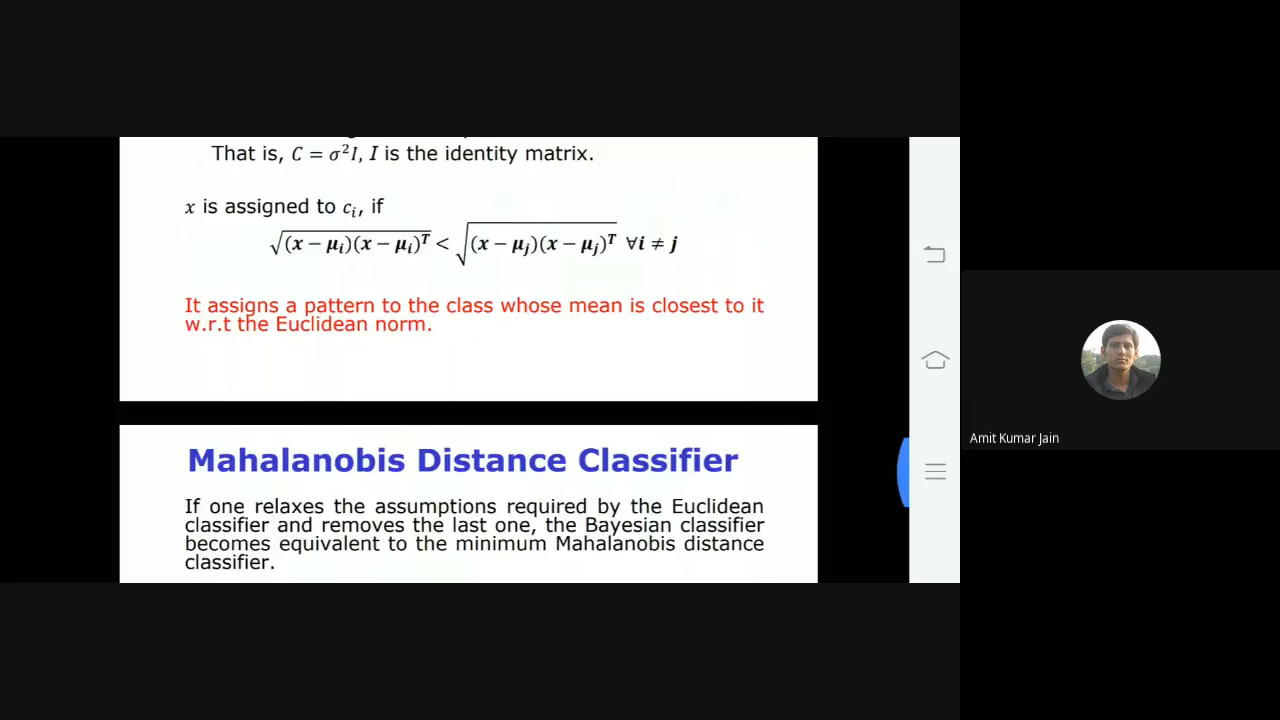 That is, 𝐶 = 𝜎²𝐼, 𝐼 is the identity matrix.
𝑥 is assigned to 𝑐ᵢ, if
√(𝒙 − 𝝁ᵢ)(𝒙 − 𝝁ᵢ)ᵀ < √(𝒙 − 𝝁ⱼ)(𝒙 − 𝝁ⱼ)ᵀ ∀𝒊 ≠ 𝒋
It assigns a pattern to the class whose mean is closest to it
w.r.t the Euclidean norm.
Mahalanobis Distance Classifier
If one relaxes the assumptions required by the Euclidean
classifier and removes the last one, the Bayesian classifier
becomes equivalent to the minimum Mahalanobis distance
classifier.
Amit Kumar Jain